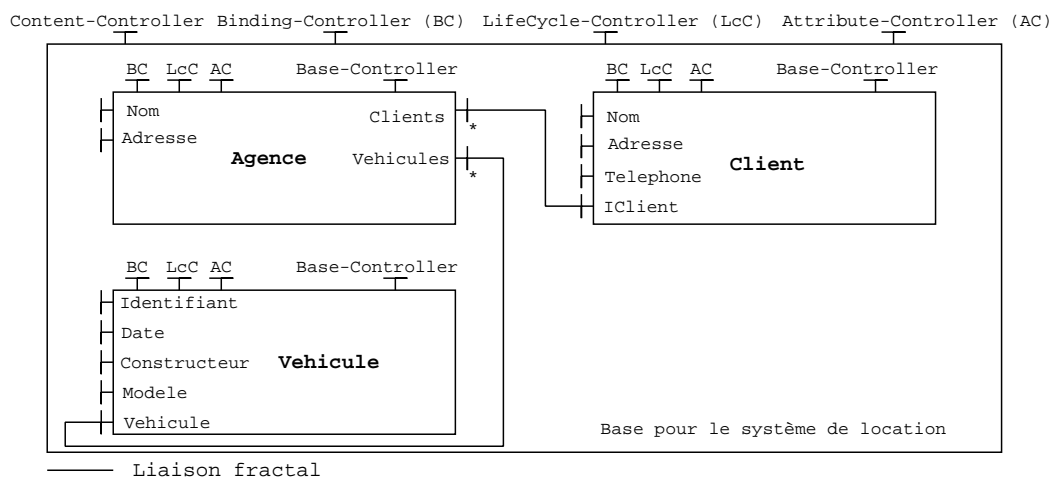 Content-Controller Binding-Controller (BC) LifeCycle-Controller (LcC) Attribute-Controller (AC)
BC LcC AC Base-Controller
Nom
Adresse
Agence
Clients
*
Vehicules
*
BC LcC AC Base-Controller
Nom
Adresse
Telephone
IClient
Client
BC LcC AC Base-Controller
Identifiant
Date
Constructeur
Modele
Vehicule
Vehicule
Base pour le système de location
Liaison fractal